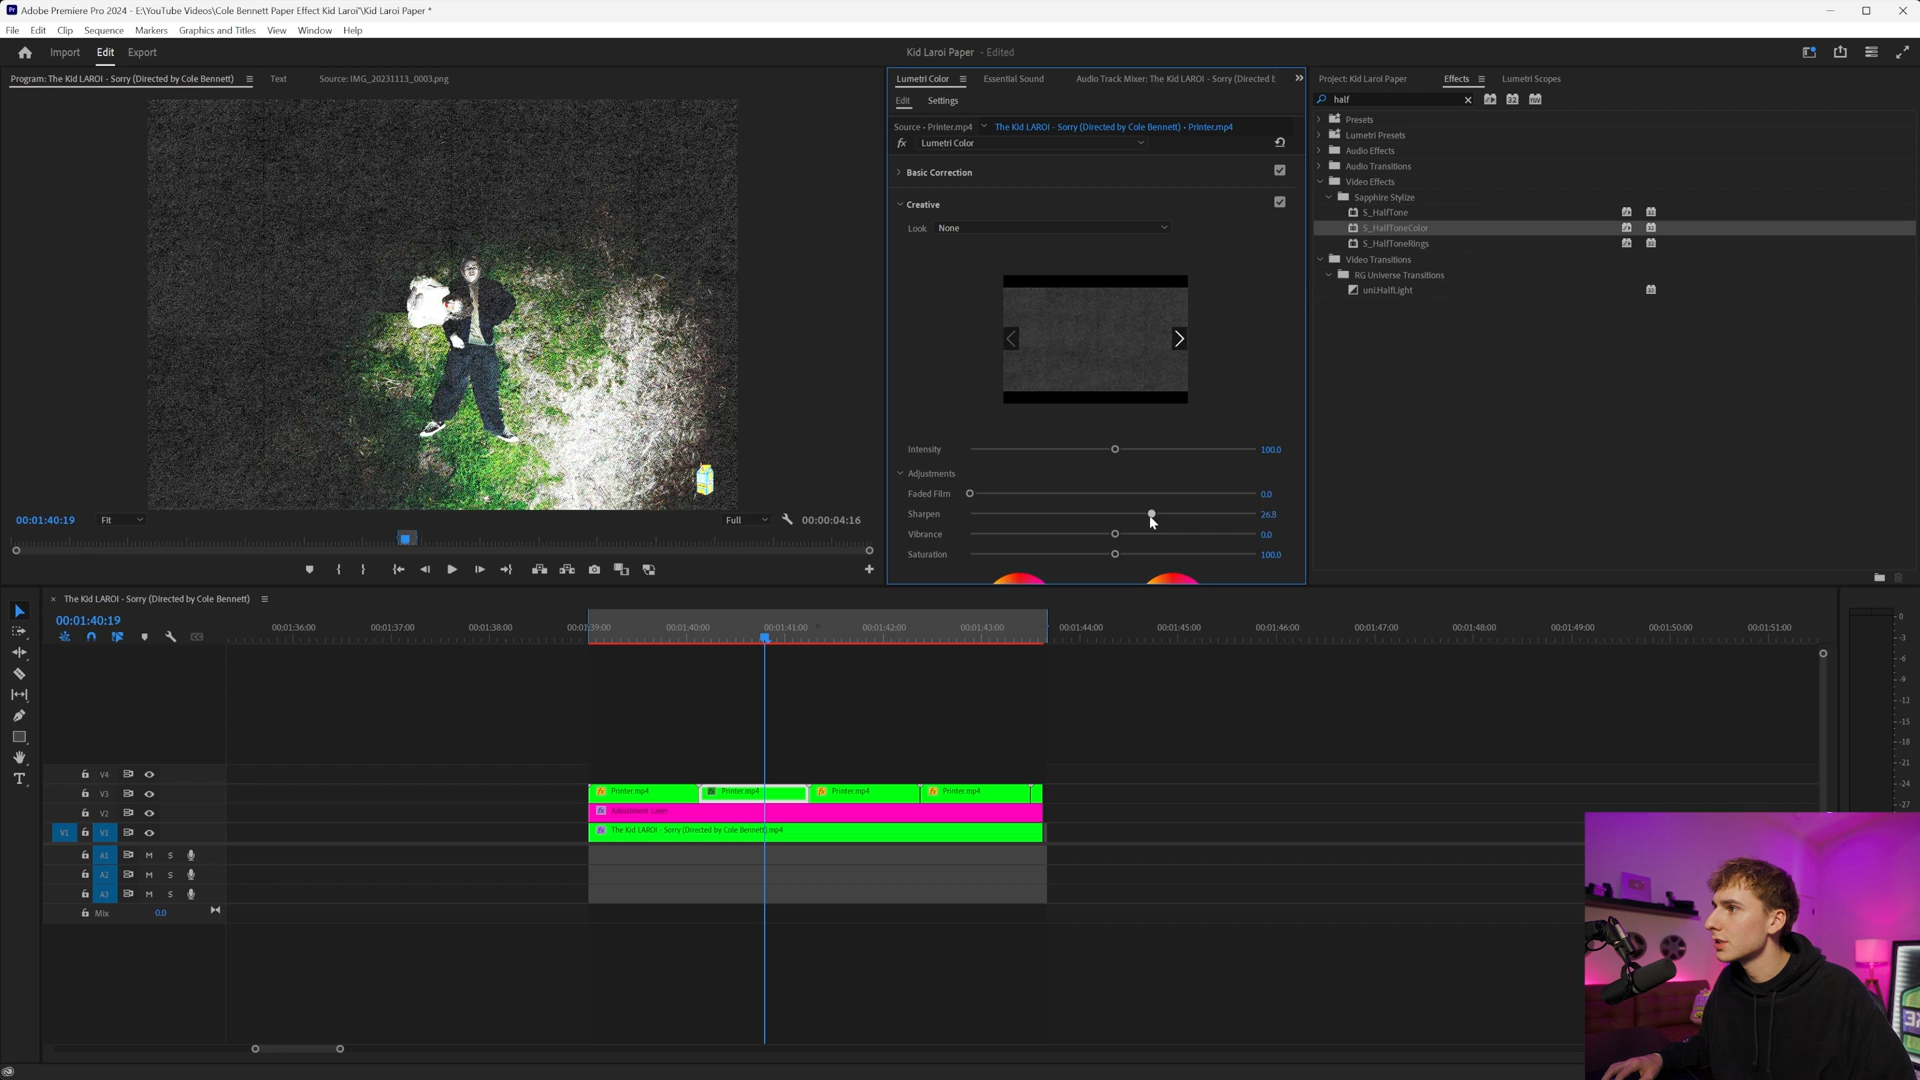 Adobe Premiere Pro 2024 - E:\YouTube Videos\Cole Bennett Paper Effect Kid Laroi"\Kid Laroi Paper *
File Edit Clip Sequence Markers Graphics and Titles View Window Help
Import Edit Export
Kid Laroi Paper - Edited
Program: The Kid LAROI - Sorry (Directed by Cole Bennett) Text Source: IMG_20231113_0003.png
Lumetri Color Essential Sound Audio Track Mixer: The Kid LAROI - Sorry (Directed
Project: Kid Laroi Paper Effects Lumetri Scopes
Edit Settings
half
Source • Printer.mp4 The Kid LAROI - Sorry (Directed by Cole Bennett) • Printer.mp4
fx Lumetri Color
Basic Correction
Creative
Look None
Intensity 100.0
Adjustments
Faded Film 0.0
Sharpen 26.8
Vibrance 0.0
Saturation 100.0
Presets
Lumetri Presets
Audio Effects
Audio Transitions
Video Effects
Sapphire Stylize
S_HalfTone
S_HalfToneColor
S_HalfToneRings
Video Transitions
RG Universe Transitions
uni.HalfLight
00:01:40:19 Fit Full 00:00:04:16
The Kid LAROI - Sorry (Directed by Cole Bennett)
00:01:40:19
00:01:36:00 00:01:37:00 00:01:38:00 00:01:39:00 00:01:40:00 00:01:41:00 00:01:42:00 00:01:43:00 00:01:44:00 00:01:45:00 00:01:46:00 00:01:47:00 00:01:48:00 00:01:49:00 00:01:50:00 00:01:51:00
V4
V3 Printer.mp4 Printer.mp4 Printer.mp4 Printer.mp4
V2 Adjustment Layer
V1 V1 The Kid LAROI - Sorry (Directed by Cole Bennett).mp4
A1 M S
A2 M S
A3 M S
Mix 0.0
0
-3
-6
-9
-12
-15
-18
-21
-24
-27